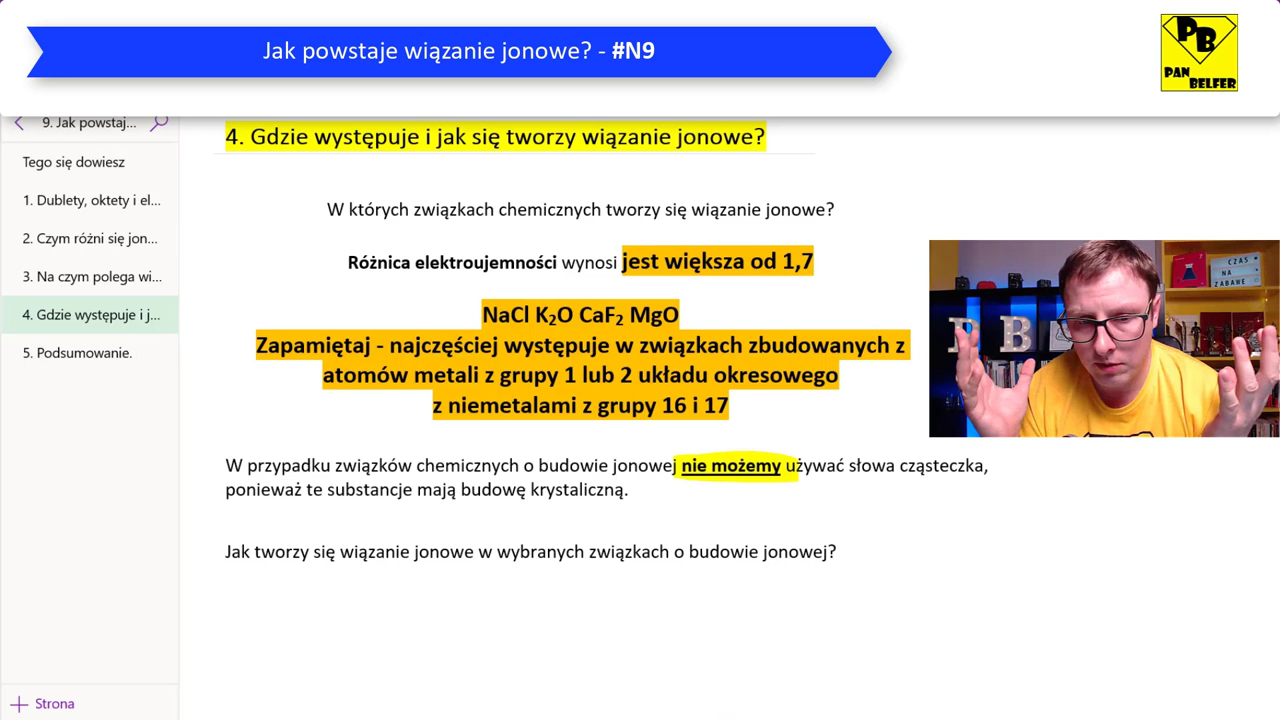 Jak powstaje wiązanie jonowe? - #N9
PB
PAN
BELFER
9. Jak powstaj...
Tego się dowiesz
1. Dublety, oktety i el...
2. Czym różni się jon...
3. Na czym polega wi...
4. Gdzie występuje i j...
5. Podsumowanie.
Strona
4. Gdzie występuje i jak się tworzy wiązanie jonowe?
W których związkach chemicznych tworzy się wiązanie jonowe?
Różnica elektroujemności wynosi jest większa od 1,7
NaCl K₂O CaF₂ MgO
Zapamiętaj - najczęściej występuje w związkach zbudowanych z
atomów metali z grupy 1 lub 2 układu okresowego
z niemetalami z grupy 16 i 17
W przypadku związków chemicznych o budowie jonowej nie możemy używać słowa cząsteczka,
ponieważ te substancje mają budowę krystaliczną.
Jak tworzy się wiązanie jonowe w wybranych związkach o budowie jonowej?
CZAS
NA
ZABAWE
P B